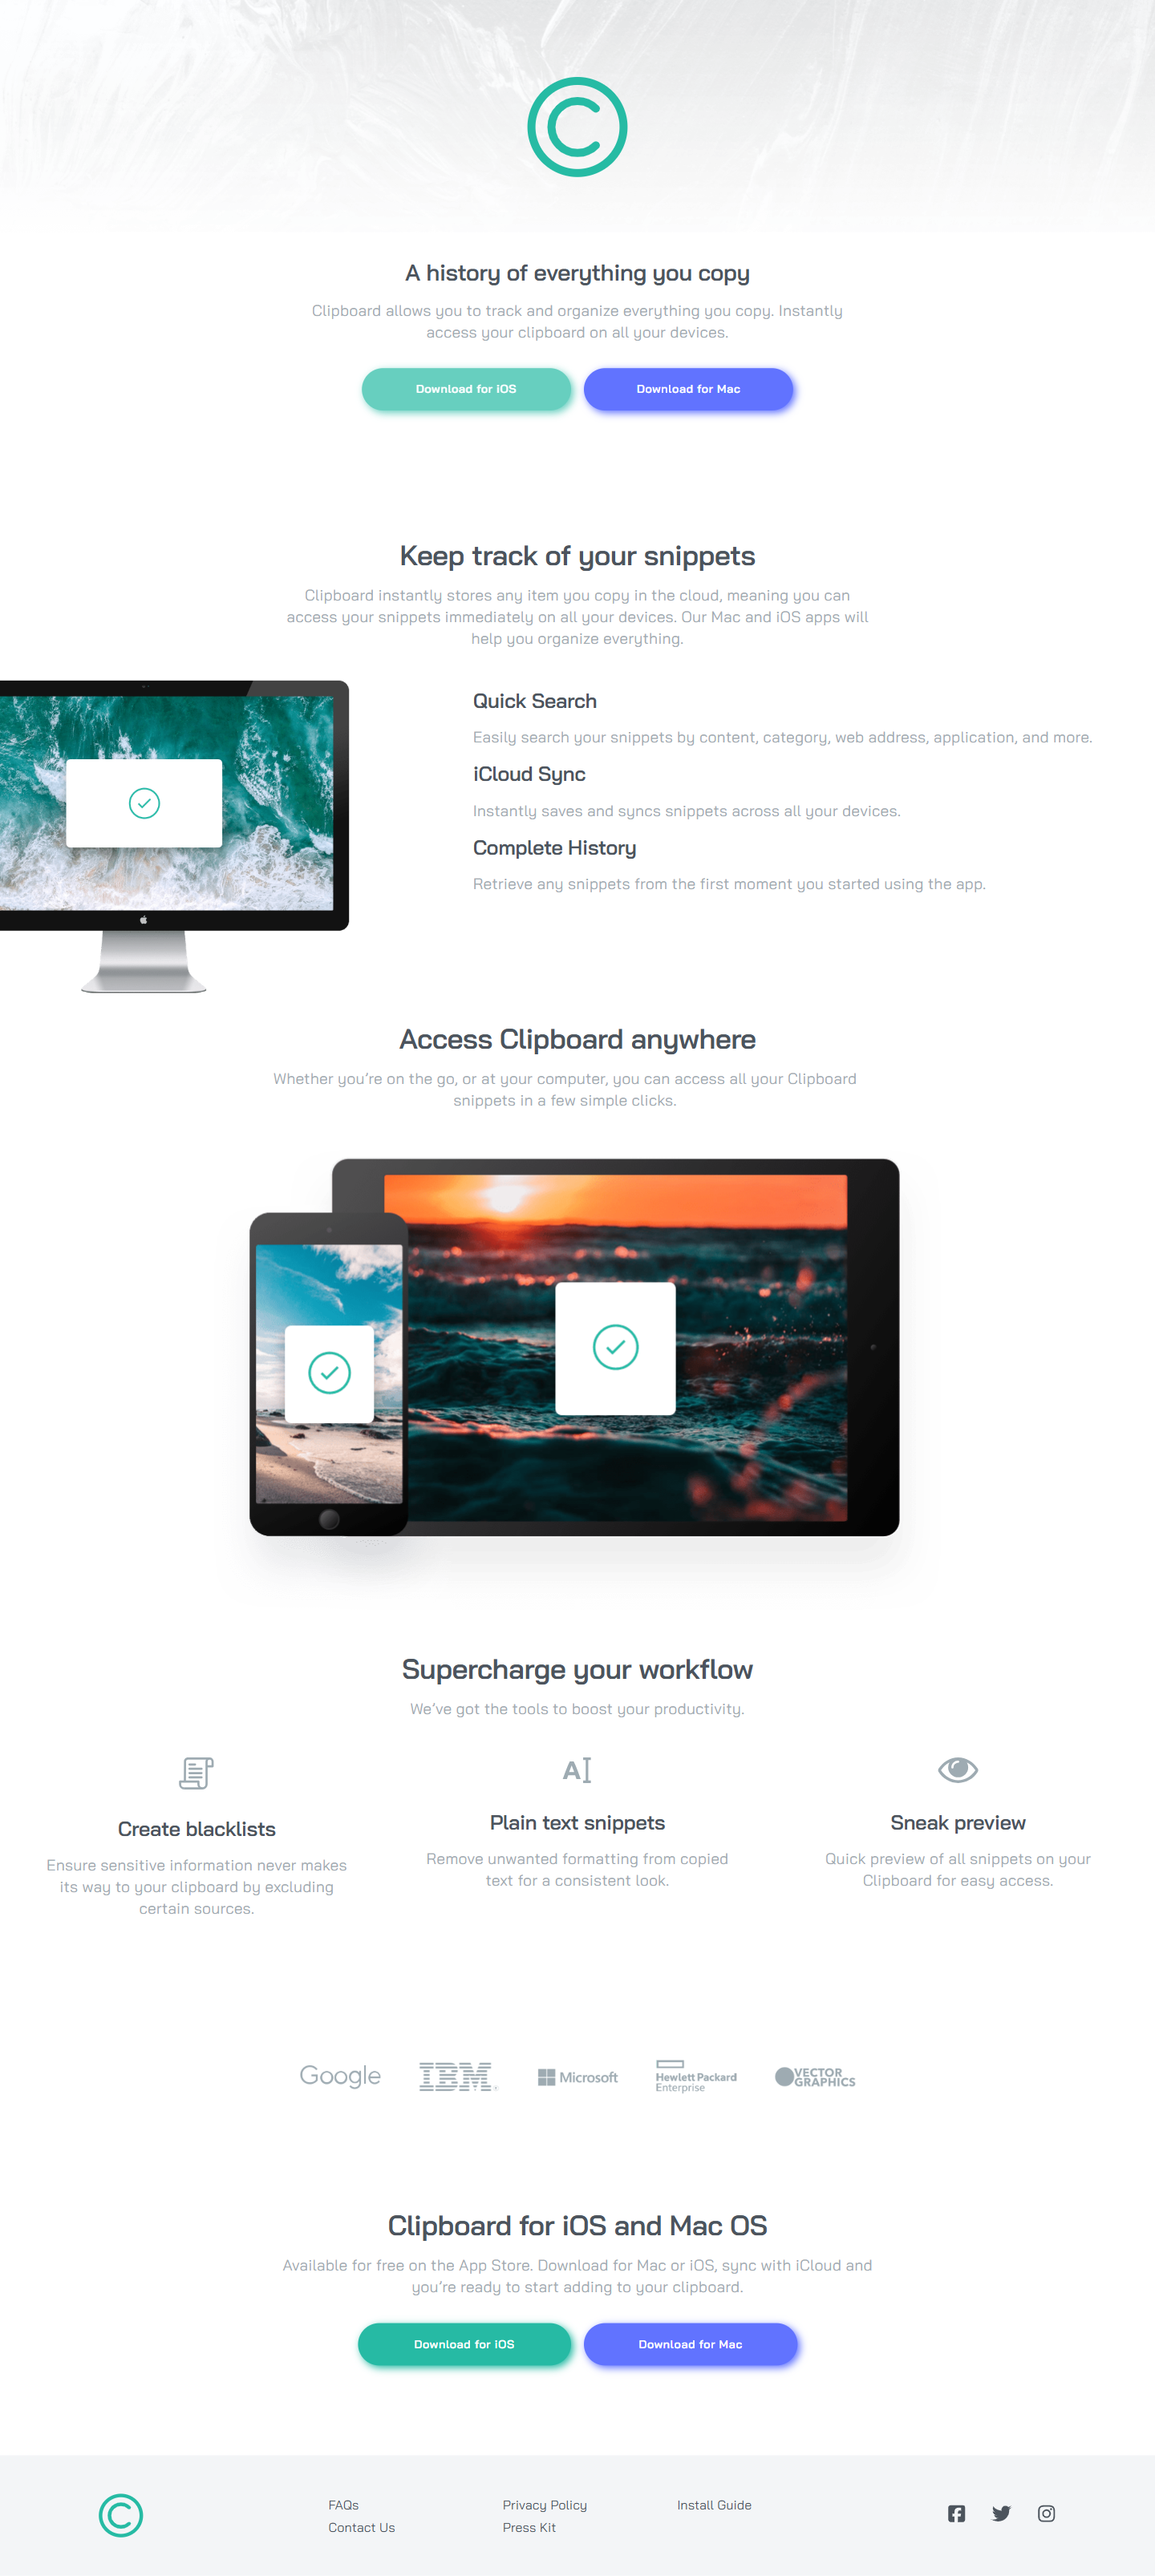 A history of everything you copy
Clipboard allows you to track and organize everything you copy. Instantly
access your clipboard on all your devices.
Download for iOS
Download for Mac
Keep track of your snippets
Clipboard instantly stores any item you copy in the cloud, meaning you can
access your snippets immediately on all your devices. Our Mac and iOS apps will
help you organize everything.
Quick Search
Easily search your snippets by content, category, web address, application, and more.
iCloud Sync
Instantly saves and syncs snippets across all your devices.
Complete History
Retrieve any snippets from the first moment you started using the app.
Access Clipboard anywhere
Whether you’re on the go, or at your computer, you can access all your Clipboard
snippets in a few simple clicks.
Supercharge your workflow
We’ve got the tools to boost your productivity.
A
Create blacklists
Ensure sensitive information never makes
its way to your clipboard by excluding
certain sources.
Plain text snippets
Remove unwanted formatting from copied
text for a consistent look.
Sneak preview
Quick preview of all snippets on your
Clipboard for easy access.
Google
IBM®
Microsoft
Hewlett Packard
Enterprise
VECTOR
GRAPHICS
Clipboard for iOS and Mac OS
Available for free on the App Store. Download for Mac or iOS, sync with iCloud and
you’re ready to start adding to your clipboard.
Download for iOS
Download for Mac
FAQs
Contact Us
Privacy Policy
Press Kit
Install Guide